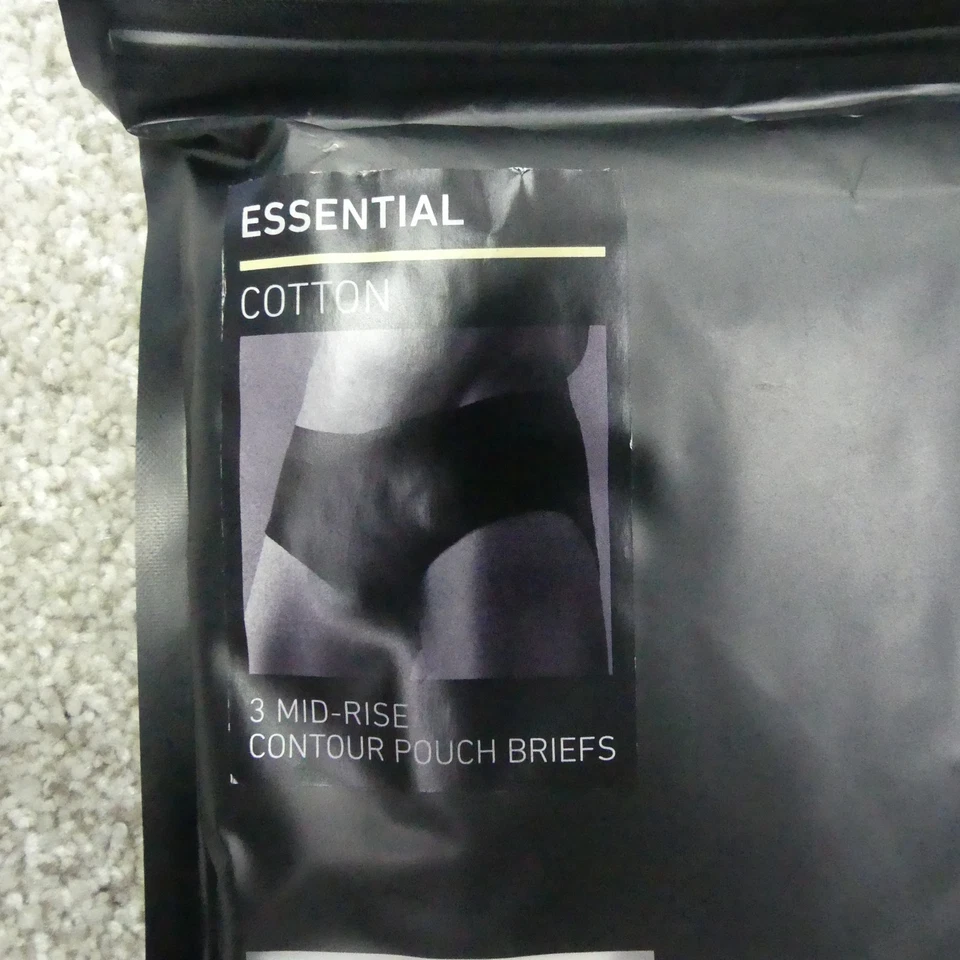 ESSENTIAL
COTTON
3 MID-RISE
CONTOUR POUCH BRIEFS